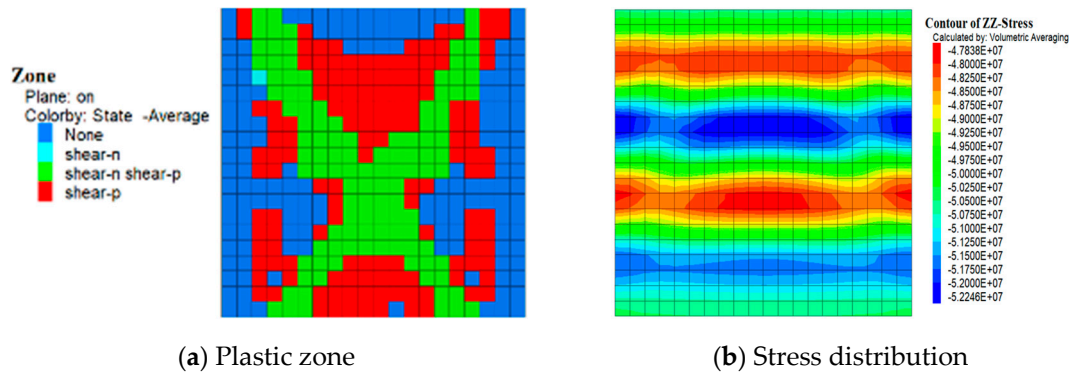 Zone
Plane: on
Colorby: State -Average
None
shear-n
shear-n shear-p
shear-p
Contour of ZZ-Stress
Calculated by: Volumetric Averaging
-4.7838E+07
-4.8000E+07
-4.8250E+07
-4.8500E+07
-4.8750E+07
-4.9000E+07
-4.9250E+07
-4.9500E+07
-4.9750E+07
-5.0000E+07
-5.0250E+07
-5.0500E+07
-5.0750E+07
-5.1000E+07
-5.1250E+07
-5.1500E+07
-5.1750E+07
-5.2000E+07
-5.2246E+07
(a) Plastic zone
(b) Stress distribution